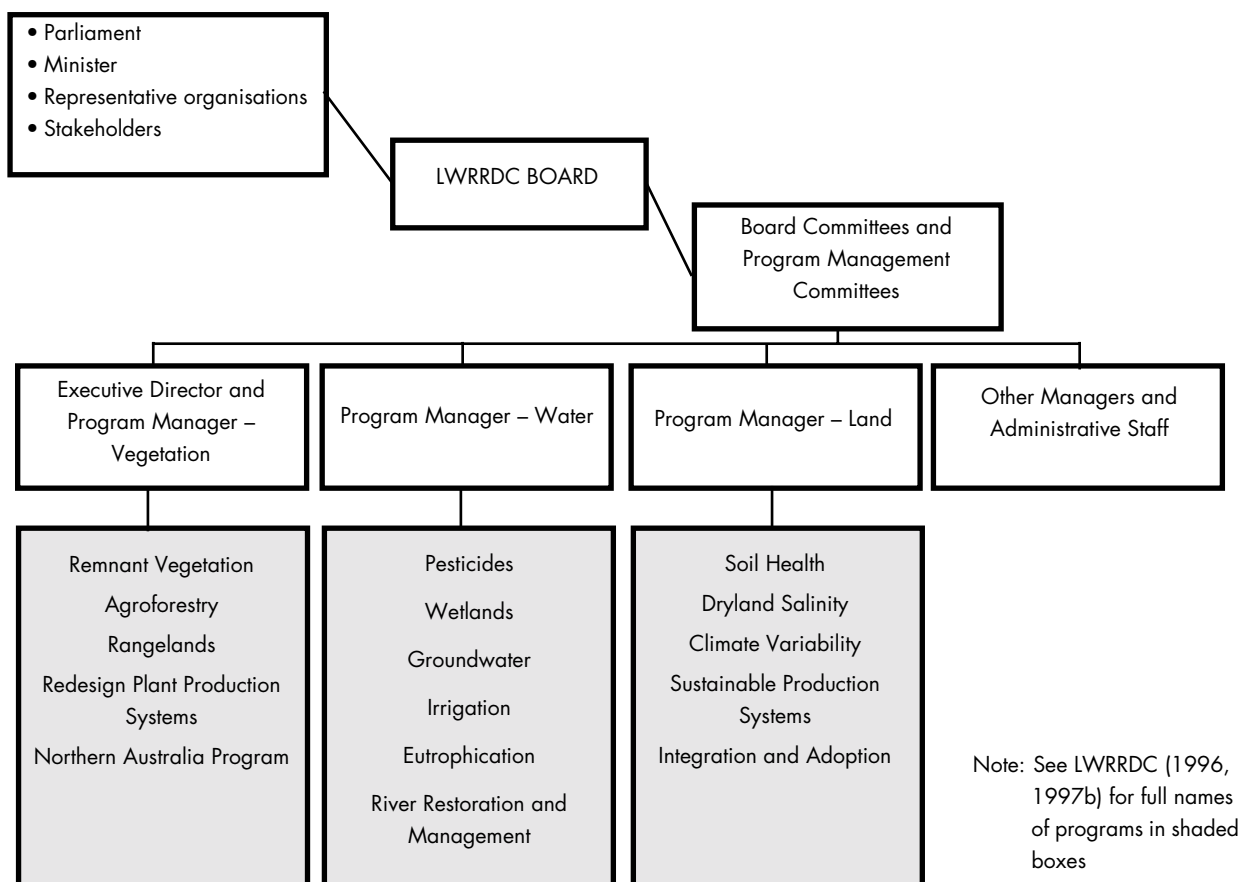 • Parliament
• Minister
• Representative organisations
• Stakeholders
LWRRDC BOARD
Board Committees and
Program Management
Committees
Executive Director and
Program Manager –
Vegetation
Program Manager – Water
Program Manager – Land
Other Managers and
Administrative Staff
Remnant Vegetation
Agroforestry
Rangelands
Redesign Plant Production
Systems
Northern Australia Program
Pesticides
Wetlands
Groundwater
Irrigation
Eutrophication
River Restoration and
Management
Soil Health
Dryland Salinity
Climate Variability
Sustainable Production
Systems
Integration and Adoption
Note: See LWRRDC (1996,
1997b) for full names
of programs in shaded
boxes